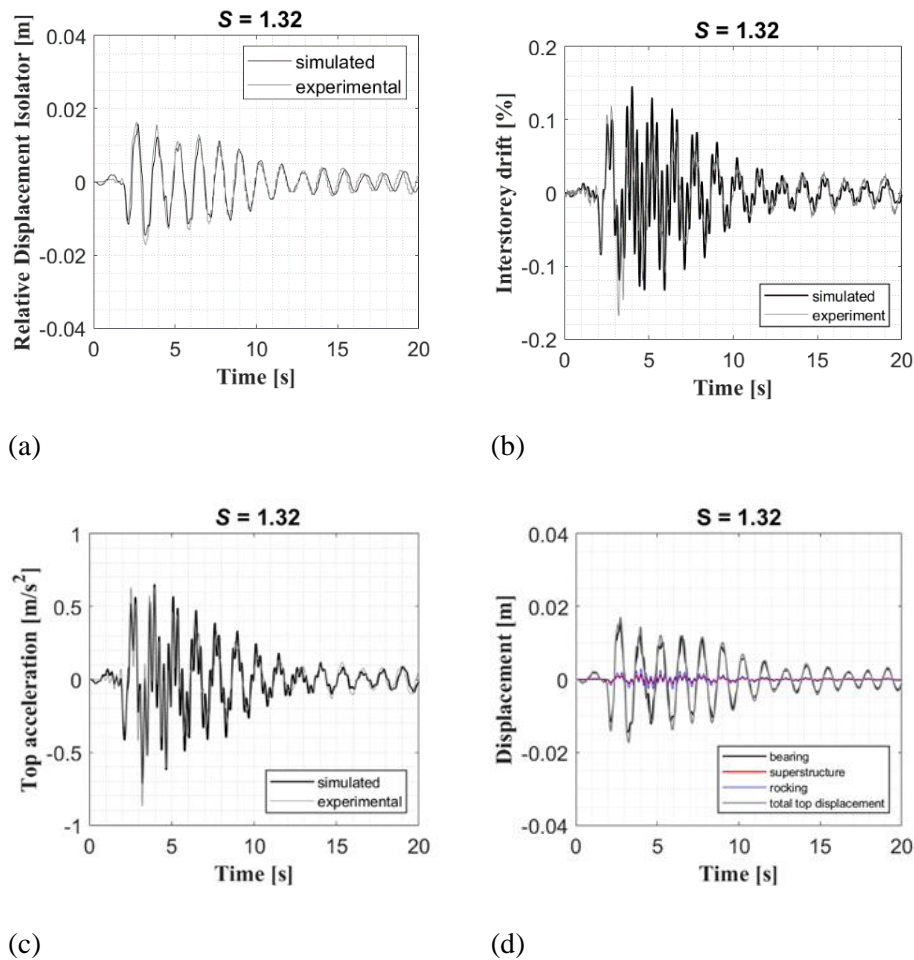 S = 1.32
Relative Displacement Isolator [m]
0.04
0.02
0
-0.02
-0.04
simulated
experimental
0 5 10 15 20
Time [s]
(a)
S = 1.32
Interstorey drift [%]
0.2
0.1
0
-0.1
-0.2
simulated
experiment
0 5 10 15 20
Time [s]
(b)
S = 1.32
Top acceleration [m/s²]
1
0.5
0
-0.5
-1
simulated
experimental
0 5 10 15 20
Time [s]
(c)
S = 1.32
Displacement [m]
0.04
0.02
0
-0.02
-0.04
bearing
superstructure
rocking
total top displacement
0 5 10 15 20
Time [s]
(d)